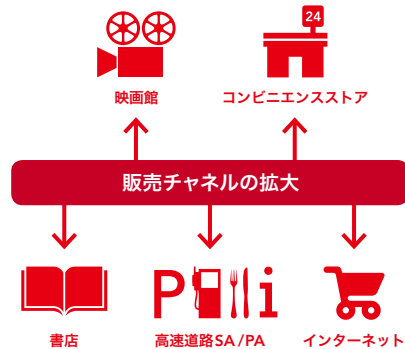 24
映画館
コンビニエンスストア
販売チャネルの拡大
P i
書店
高速道路SA/PA
インターネット